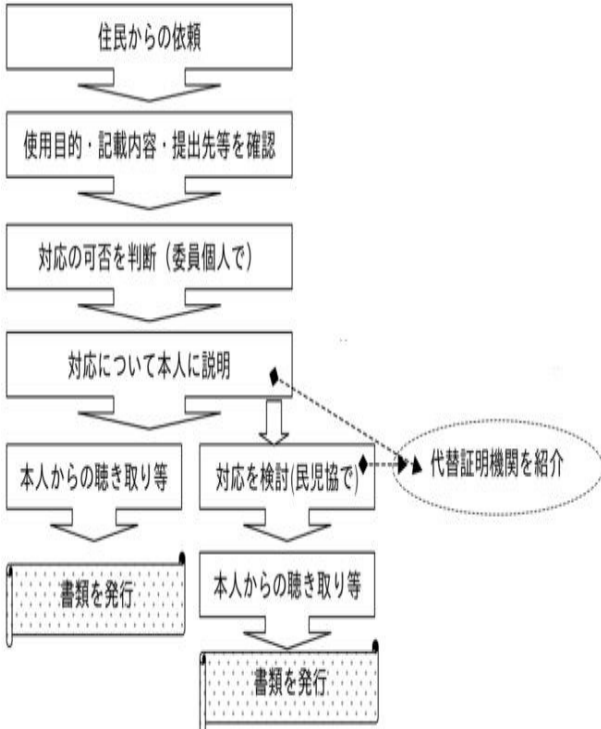 住民からの依頼
使用目的・記載内容・提出先等を確認
対応の可否を判断（委員個人で）
対応について本人に説明
本人からの聴き取り等
対応を検討(民児協で)
代替証明機関を紹介
書類を発行
本人からの聴き取り等
書類を発行